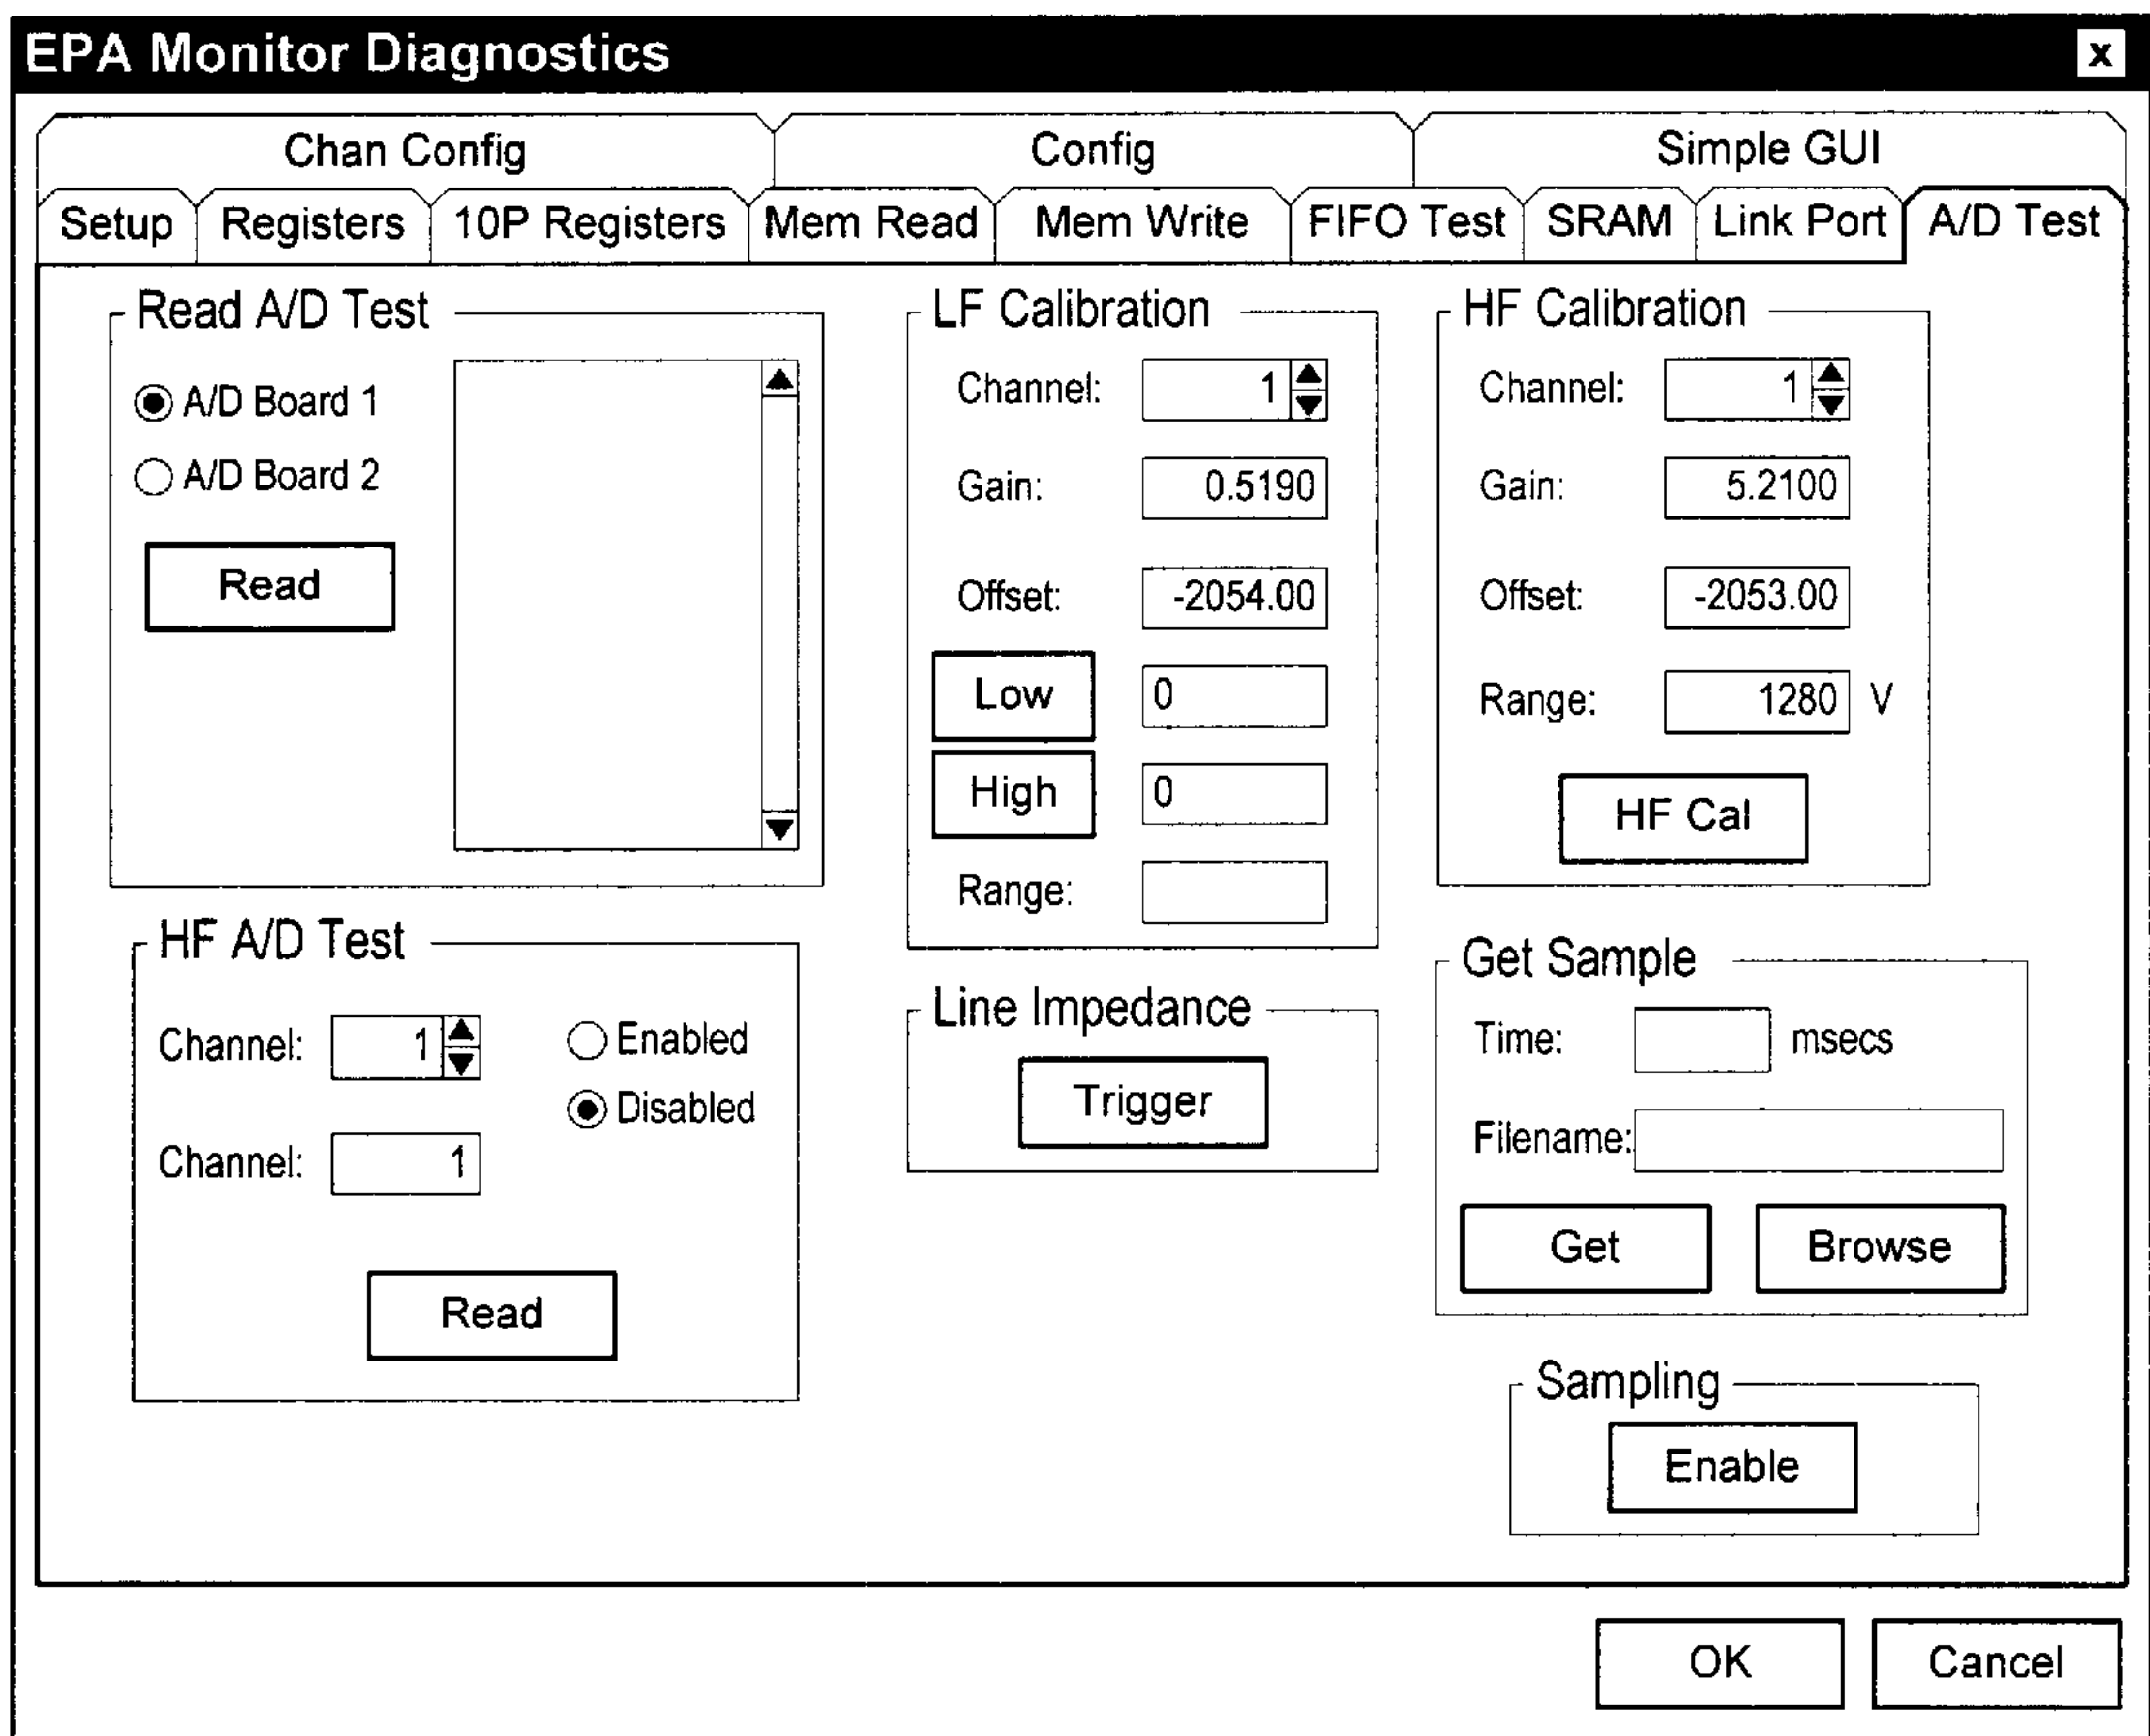 EPA Monitor Diagnostics x
Chan Config Config Simple GUI
Setup Registers 10P Registers Mem Read Mem Write FIFO Test SRAM Link Port A/D Test
Read A/D Test
A/D Board 1
A/D Board 2
Read
HF A/D Test
Channel: 1
Enabled
Disabled
Channel: 1
Read
LF Calibration
Channel: 1
Gain: 0.5190
Offset: -2054.00
Low 0
High 0
Range:
Line Impedance
Trigger
HF Calibration
Channel: 1
Gain: 5.2100
Offset: -2053.00
Range: 1280 V
HF Cal
Get Sample
Time: msecs
Filename:
Get Browse
Sampling
Enable
OK Cancel